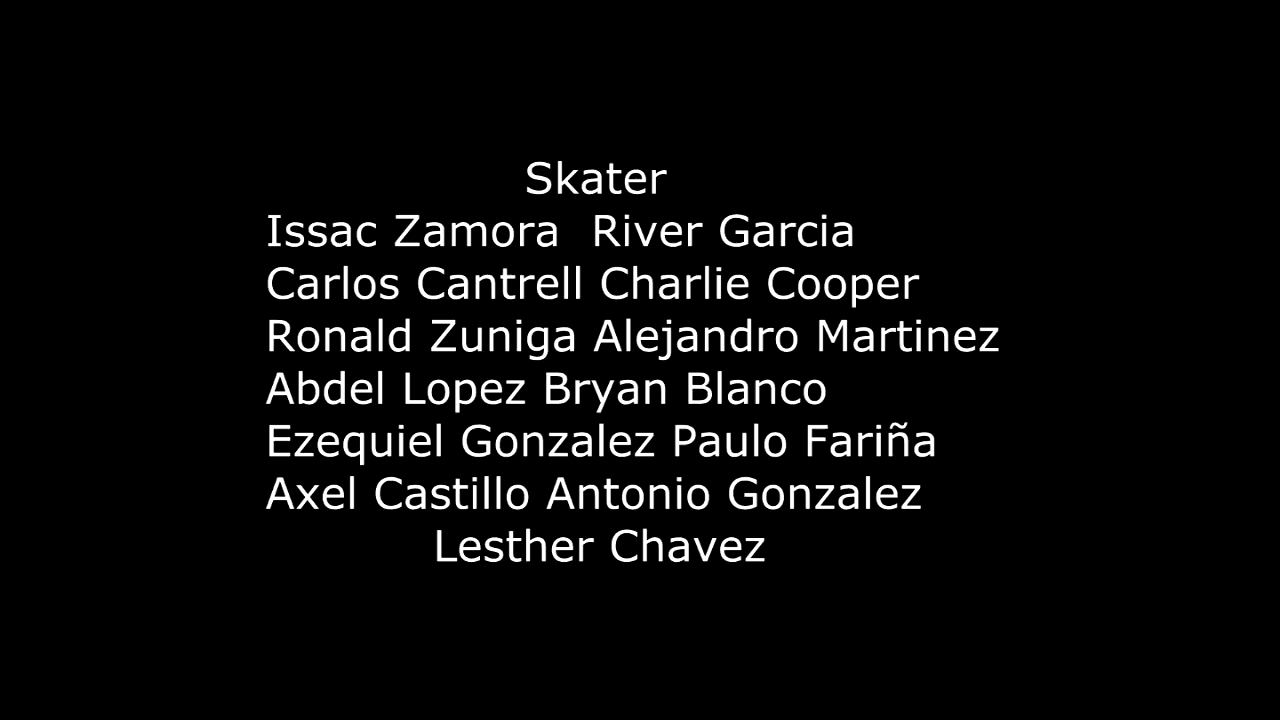 Skater
Issac Zamora  River Garcia
Carlos Cantrell Charlie Cooper
Ronald Zuniga Alejandro Martinez
Abdel Lopez Bryan Blanco
Ezequiel Gonzalez Paulo Fariña
Axel Castillo Antonio Gonzalez
Lesther Chavez